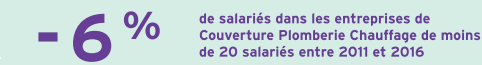 - 6 %
de salariés dans les entreprises de
Couverture Plomberie Chauffage de moins
de 20 salariés entre 2011 et 2016